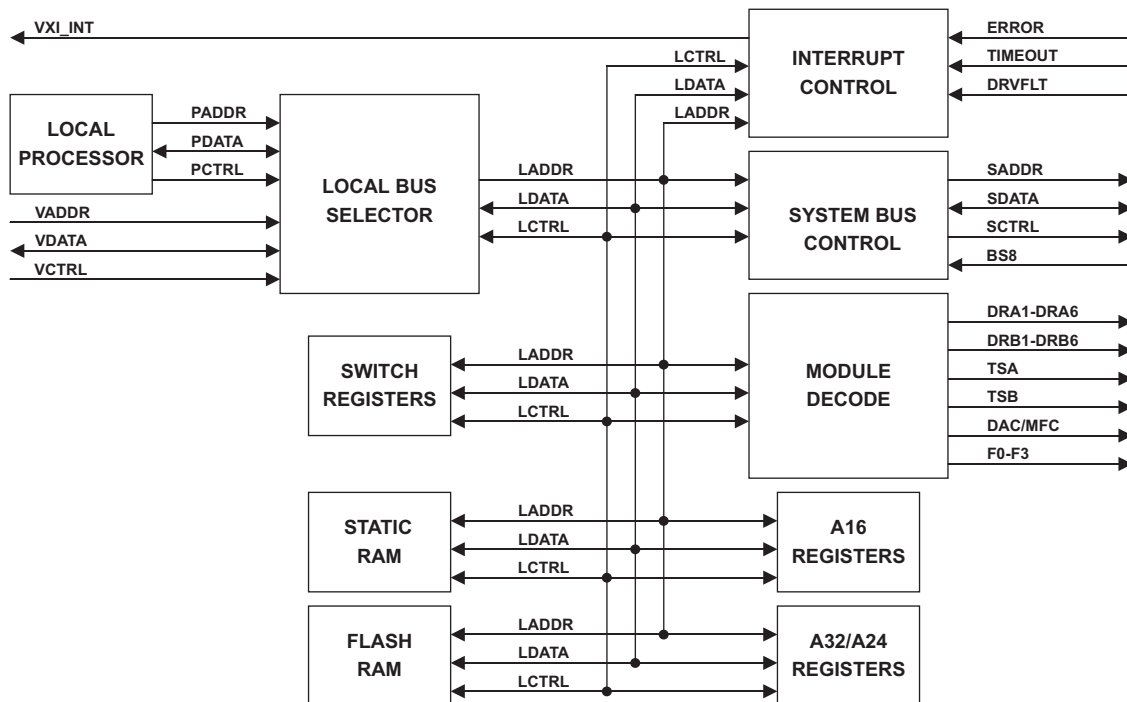 VXI_INT
ERROR
TIMEOUT
DRVFLT
INTERRUPT
CONTROL
LCTRL
LDATA
LADDR
LOCAL
PROCESSOR
PADDR
PDATA
PCTRL
VADDR
VDATA
VCTRL
LOCAL BUS
SELECTOR
LADDR
LDATA
LCTRL
SYSTEM BUS
CONTROL
SADDR
SDATA
SCTRL
BS8
SWITCH
REGISTERS
LADDR
LDATA
LCTRL
MODULE
DECODE
DRA1-DRA6
DRB1-DRB6
TSA
TSB
DAC/MFC
F0-F3
STATIC
RAM
LADDR
LDATA
LCTRL
A16
REGISTERS
FLASH
RAM
LADDR
LDATA
LCTRL
A32/A24
REGISTERS